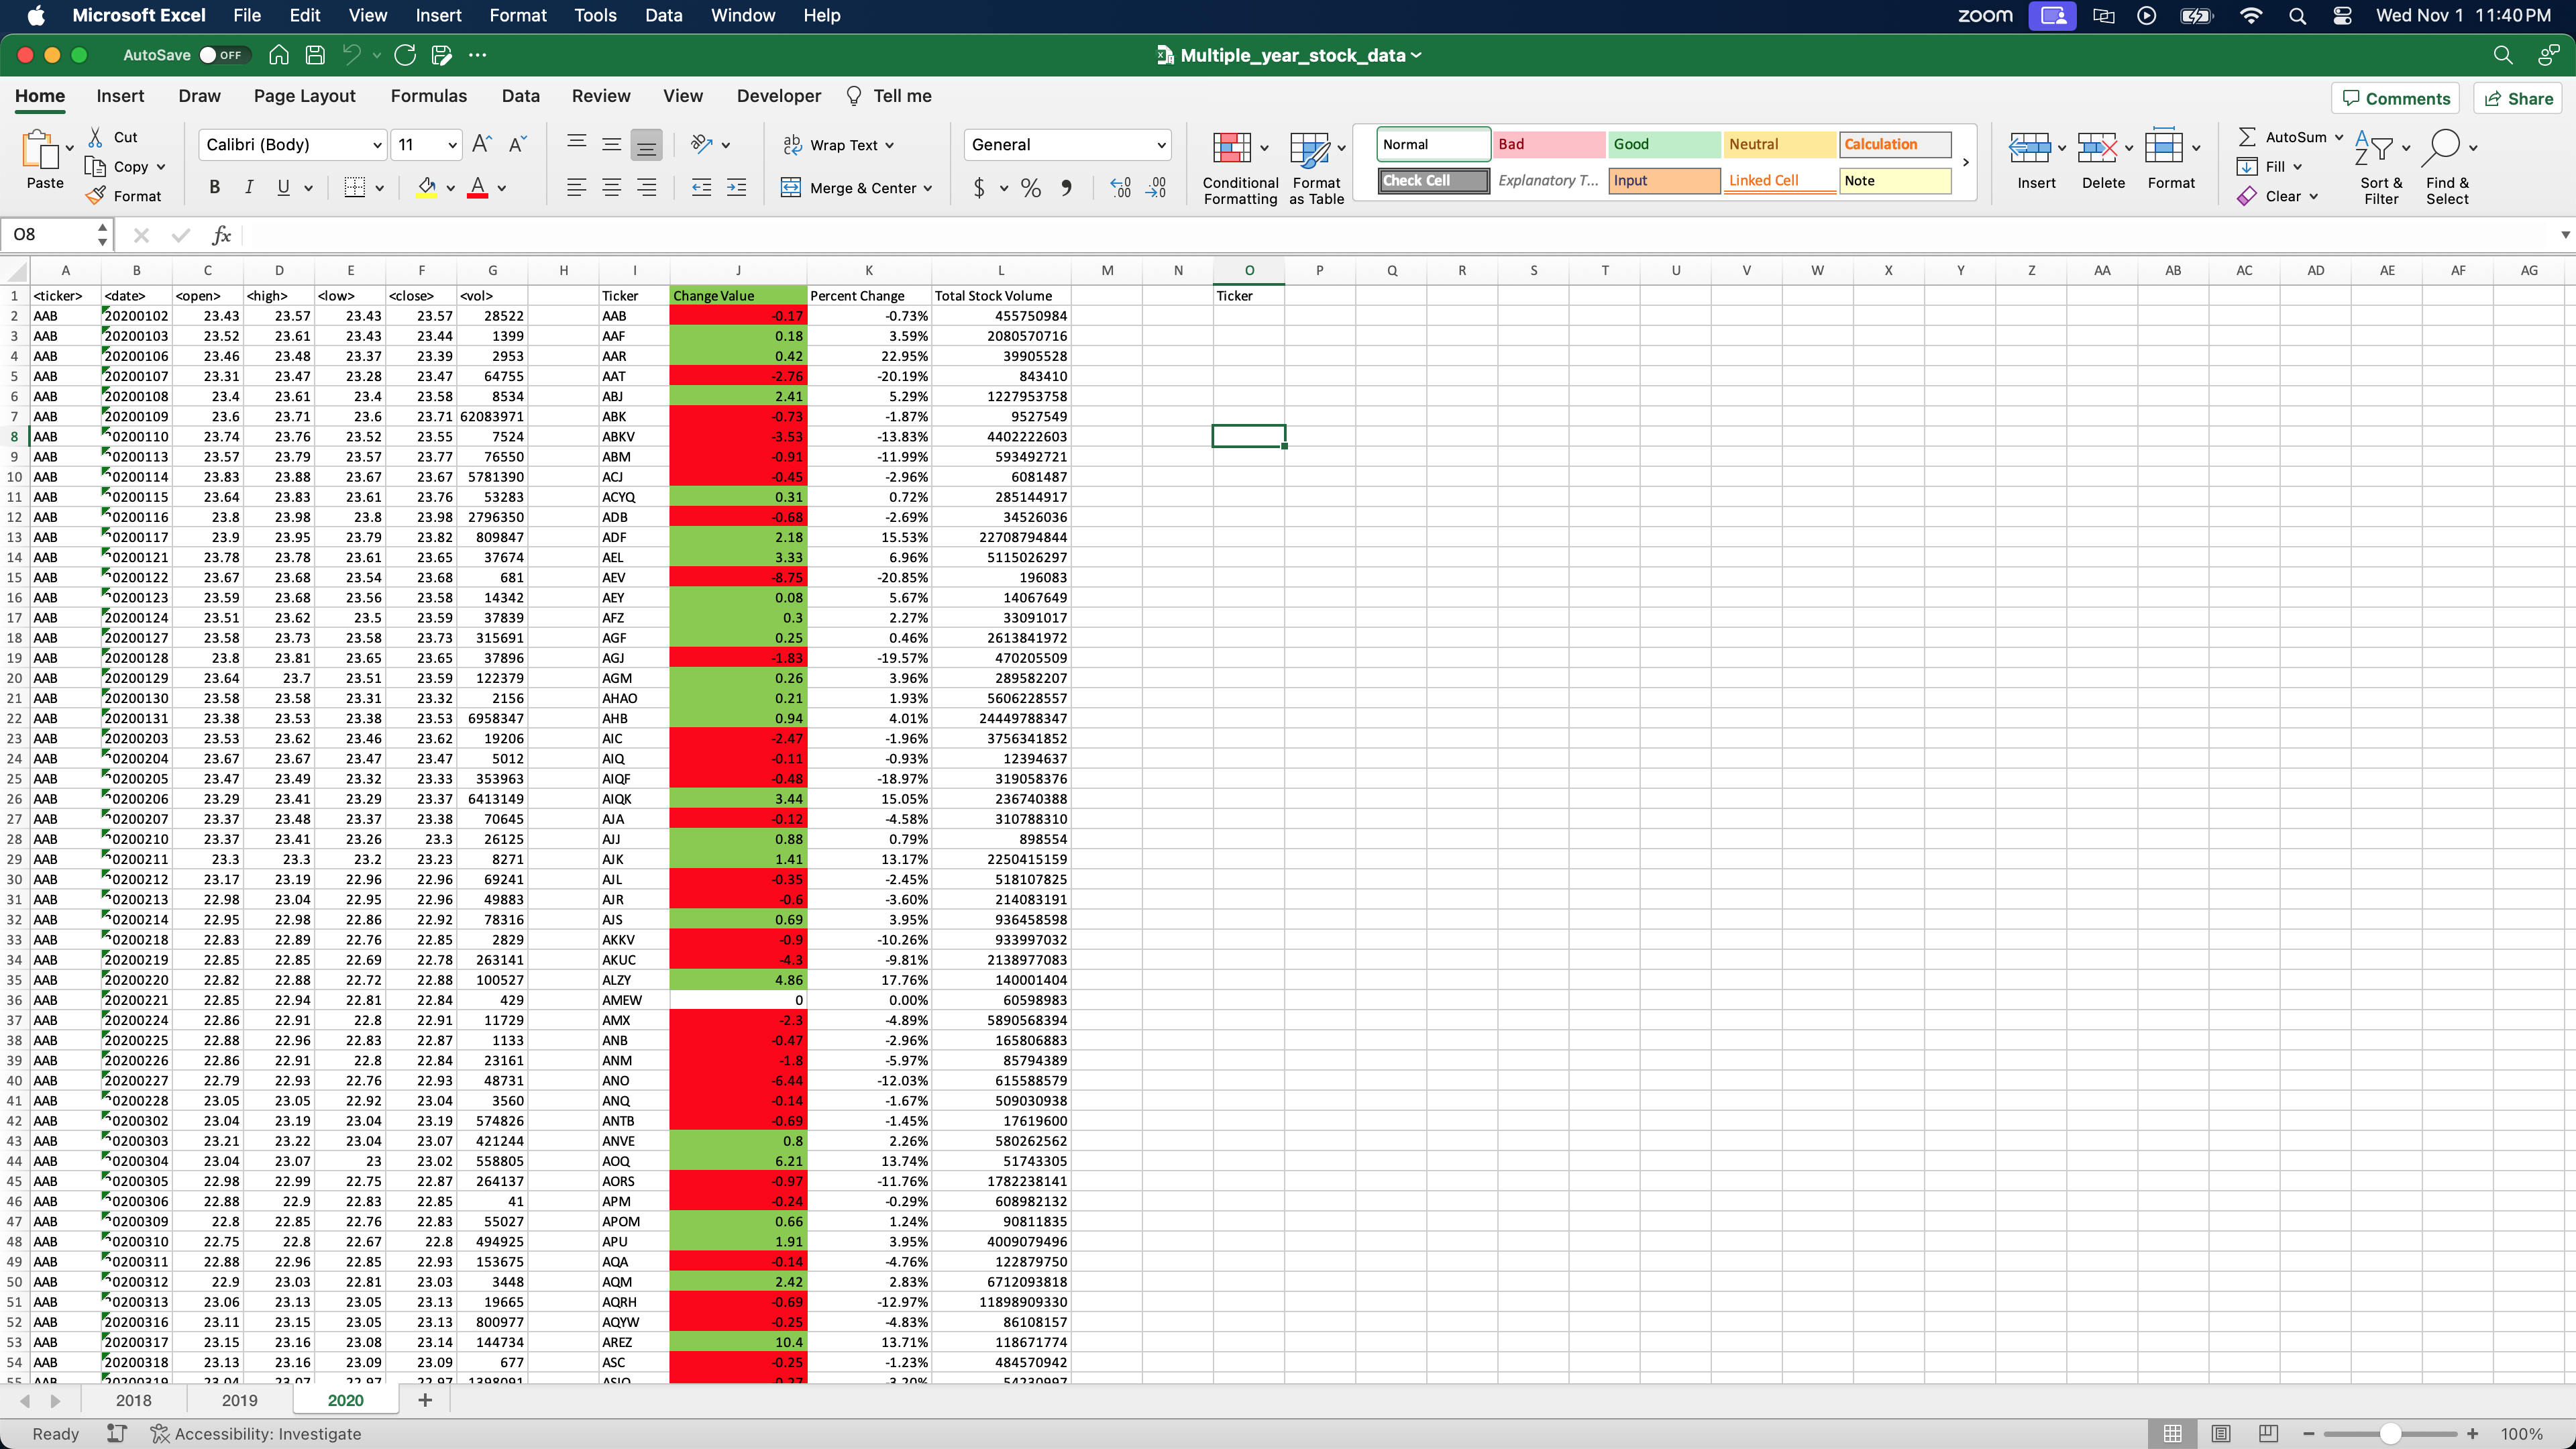 Microsoft Excel File Edit View Insert Format Tools Data Window Help zoom Wed Nov 1 11:40 PM
AutoSave OFF Multiple_year_stock_data
Home Insert Draw Page Layout Formulas Data Review View Developer Tell me Comments Share
Paste Cut Copy Format Calibri (Body) 11 Wrap Text Merge & Center General Conditional Formatting Format as Table Normal Bad Good Neutral Calculation Check Cell Explanatory T... Input Linked Cell Note Insert Delete Format AutoSum Fill Clear Sort & Filter Find & Select
O8 fx
A B C D E F G H I J K L M N O P Q R S T U V W X Y Z AA AB AC AD AE AF AG
1 <ticker> <date> <open> <high> <low> <close> <vol> Ticker Change Value Percent Change Total Stock Volume Ticker
2 AAB 20200102 23.43 23.57 23.43 23.57 28522 AAB -0.17 -0.73% 455750984
3 AAB 20200103 23.52 23.61 23.43 23.44 1399 AAF 0.18 3.59% 2080570716
4 AAB 20200106 23.46 23.48 23.37 23.39 2953 AAR 0.42 22.95% 39905528
5 AAB 20200107 23.31 23.47 23.28 23.47 64755 AAT -2.76 -20.19% 843410
6 AAB 20200108 23.4 23.61 23.4 23.58 8534 ABJ 2.41 5.29% 1227953758
7 AAB 20200109 23.6 23.71 23.6 23.71 62083971 ABK -0.73 -1.87% 9527549
8 AAB 20200110 23.74 23.76 23.52 23.55 7524 ABKV -3.53 -13.83% 4402222603
9 AAB 20200113 23.57 23.79 23.57 23.77 76550 ABM -0.91 -11.99% 593492721
10 AAB 20200114 23.83 23.88 23.67 23.67 5781390 ACJ -0.45 -2.96% 6081487
11 AAB 20200115 23.64 23.83 23.61 23.76 53283 ACYQ 0.31 0.72% 285144917
12 AAB 20200116 23.8 23.98 23.8 23.98 2796350 ADB -0.68 -2.69% 34526036
13 AAB 20200117 23.9 23.95 23.79 23.82 809847 ADF 2.18 15.53% 22708794844
14 AAB 20200121 23.78 23.78 23.61 23.65 37674 AEL 3.33 6.96% 5115026297
15 AAB 20200122 23.67 23.68 23.54 23.68 681 AEV -8.75 -20.85% 196083
16 AAB 20200123 23.59 23.68 23.56 23.58 14342 AEY 0.08 5.67% 14067649
17 AAB 20200124 23.51 23.62 23.5 23.59 37839 AFZ 0.3 2.27% 33091017
18 AAB 20200127 23.58 23.73 23.58 23.73 315691 AGF 0.25 0.46% 2613841972
19 AAB 20200128 23.8 23.81 23.65 23.65 37896 AGJ -1.83 -19.57% 470205509
20 AAB 20200129 23.64 23.7 23.51 23.59 122379 AGM 0.26 3.96% 289582207
21 AAB 20200130 23.58 23.58 23.31 23.32 2156 AHAO 0.21 1.93% 5606228557
22 AAB 20200131 23.38 23.53 23.38 23.53 6958347 AHB 0.94 4.01% 24449788347
23 AAB 20200203 23.53 23.62 23.46 23.62 19206 AIC -2.47 -1.96% 3756341852
24 AAB 20200204 23.67 23.67 23.47 23.47 5012 AIQ -0.11 -0.93% 12394637
25 AAB 20200205 23.47 23.49 23.32 23.33 353963 AIQF -0.48 -18.97% 319058376
26 AAB 20200206 23.29 23.41 23.29 23.37 6413149 AIQK 3.44 15.05% 236740388
27 AAB 20200207 23.37 23.48 23.37 23.38 70645 AJA -0.12 -4.58% 310788310
28 AAB 20200210 23.37 23.41 23.26 23.3 26125 AJJ 0.88 0.79% 898554
29 AAB 20200211 23.3 23.3 23.2 23.23 8271 AJK 1.41 13.17% 2250415159
30 AAB 20200212 23.17 23.19 22.96 22.96 69241 AJL -0.35 -2.45% 518107825
31 AAB 20200213 22.98 23.04 22.95 22.96 49883 AJR -0.6 -3.60% 214083191
32 AAB 20200214 22.95 22.98 22.86 22.92 78316 AJS 0.69 3.95% 936458598
33 AAB 20200218 22.83 22.89 22.76 22.85 2829 AKKV -0.9 -10.26% 933997032
34 AAB 20200219 22.85 22.85 22.69 22.78 263141 AKUC -4.3 -9.81% 2138977083
35 AAB 20200220 22.82 22.88 22.72 22.88 100527 ALZY 4.86 17.76% 140001404
36 AAB 20200221 22.85 22.94 22.81 22.84 429 AMEW 0 0.00% 60598983
37 AAB 20200224 22.86 22.91 22.8 22.91 11729 AMX -2.3 -4.89% 5890568394
38 AAB 20200225 22.88 22.96 22.83 22.87 1133 ANB -0.47 -2.96% 165806883
39 AAB 20200226 22.86 22.91 22.8 22.84 23161 ANM -1.8 -5.97% 85794389
40 AAB 20200227 22.79 22.93 22.76 22.93 48731 ANO -6.44 -12.03% 615588579
41 AAB 20200228 23.05 23.05 22.92 23.04 3560 ANQ -0.14 -1.67% 509030938
42 AAB 20200302 23.04 23.19 23.04 23.19 574826 ANTB -0.69 -1.45% 17619600
43 AAB 20200303 23.21 23.22 23.04 23.07 421244 ANVE 0.8 2.26% 580262562
44 AAB 20200304 23.04 23.07 23 23.02 558805 AOQ 6.21 13.74% 51743305
45 AAB 20200305 22.98 22.99 22.75 22.87 264137 AORS -0.97 -11.76% 1782238141
46 AAB 20200306 22.88 22.9 22.83 22.85 41 APM -0.24 -0.29% 608982132
47 AAB 20200309 22.8 22.85 22.76 22.83 55027 APOM 0.66 1.24% 90811835
48 AAB 20200310 22.75 22.8 22.67 22.8 494925 APU 1.91 3.95% 4009079496
49 AAB 20200311 22.88 22.96 22.85 22.93 153675 AQA -0.14 -4.76% 122879750
50 AAB 20200312 22.9 23.03 22.81 23.03 3448 AQM 2.42 2.83% 6712093818
51 AAB 20200313 23.06 23.13 23.05 23.13 19665 AQRH -0.69 -12.97% 11898909330
52 AAB 20200316 23.11 23.15 23.05 23.13 800977 AQYW -0.25 -4.83% 86108157
53 AAB 20200317 23.15 23.16 23.08 23.14 144734 AREZ 10.4 13.71% 118671774
54 AAB 20200318 23.13 23.16 23.09 23.09 677 ASC -0.25 -1.23% 484570942
2018 2019 2020 +
Ready Accessibility: Investigate 100%